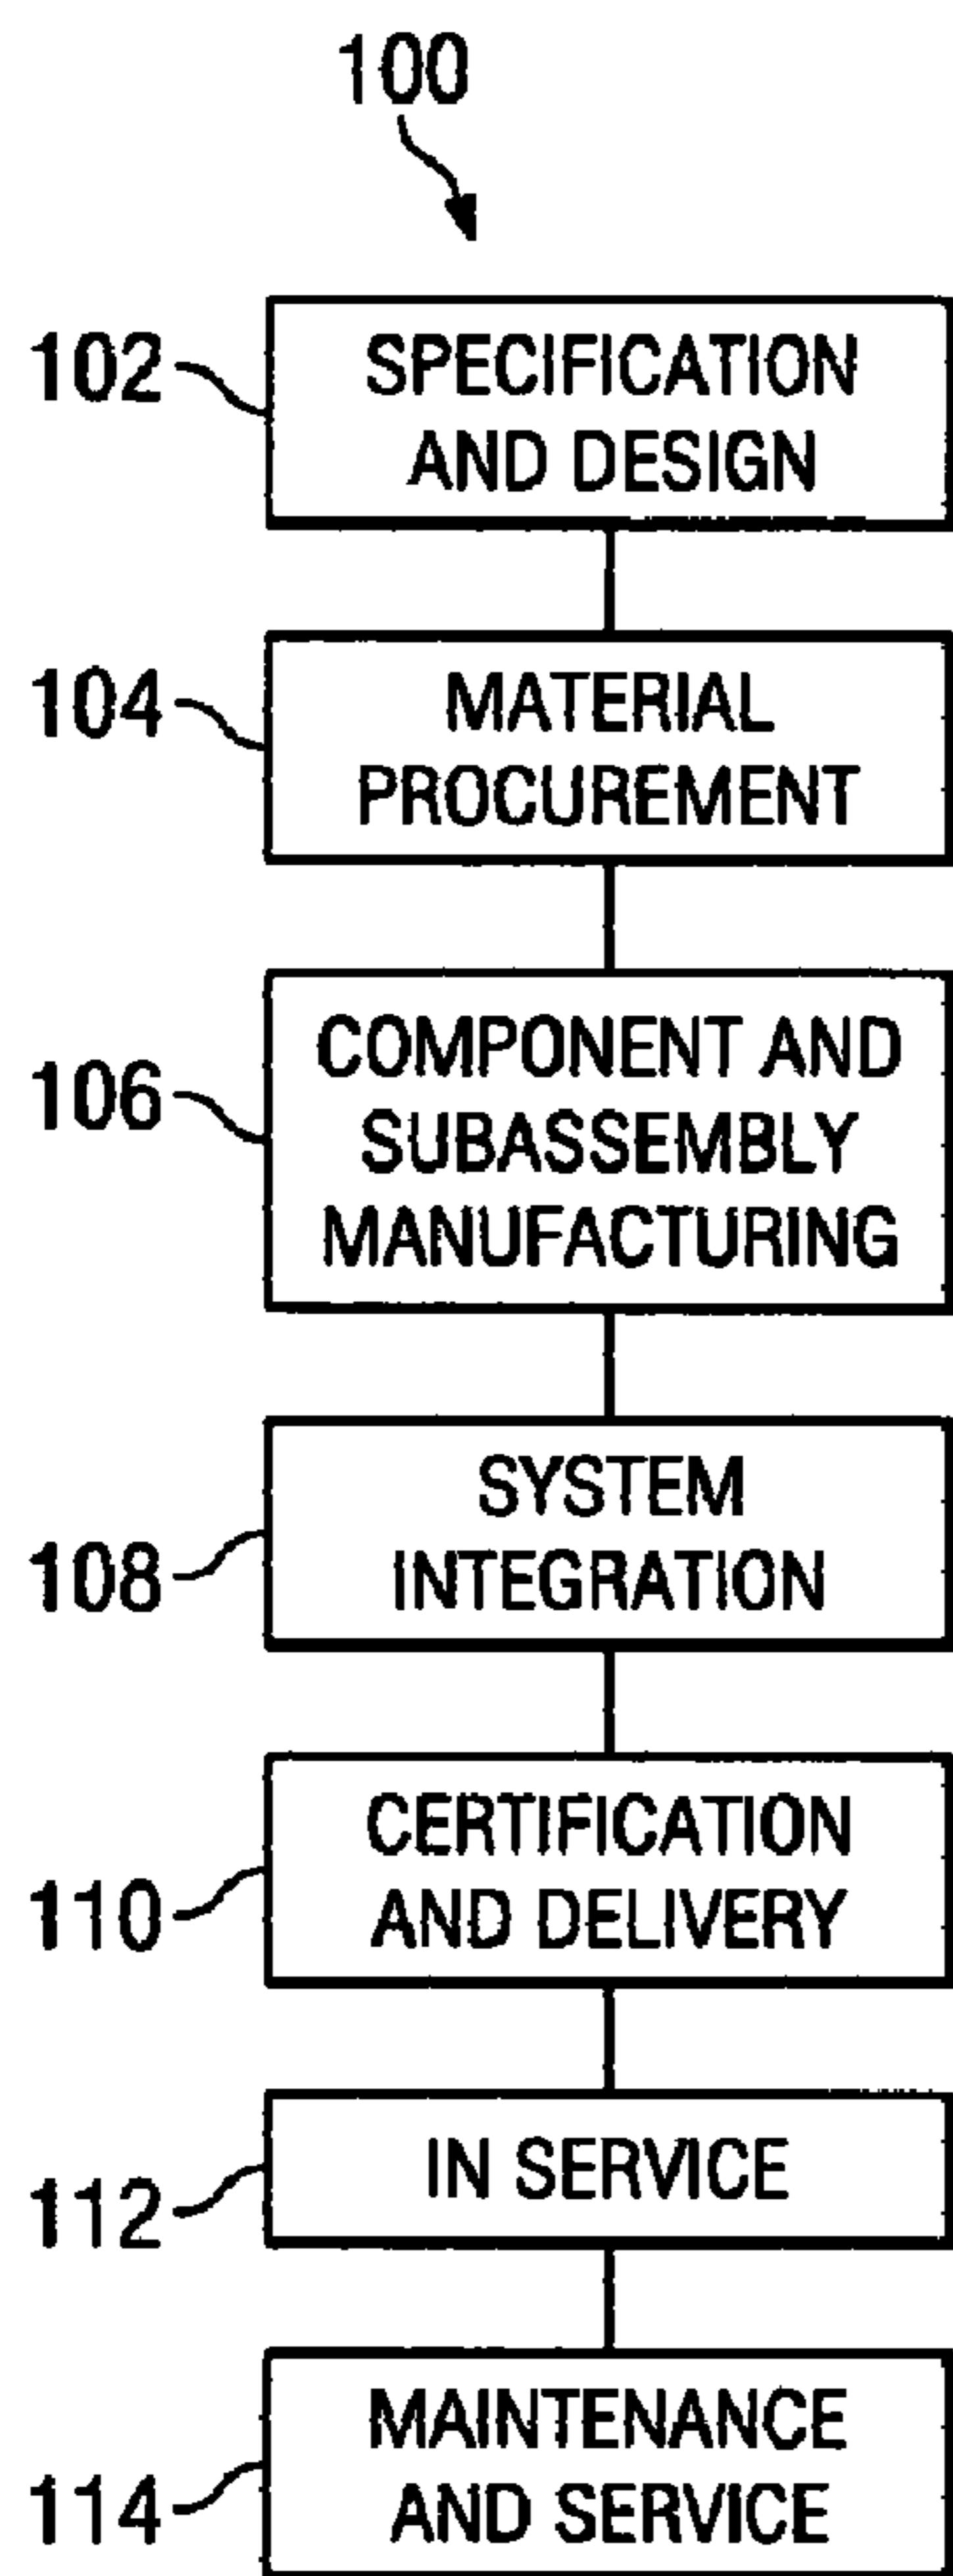 100
102
SPECIFICATION
AND DESIGN
104
MATERIAL
PROCUREMENT
106
COMPONENT AND
SUBASSEMBLY
MANUFACTURING
108
SYSTEM
INTEGRATION
110
CERTIFICATION
AND DELIVERY
112
IN SERVICE
114
MAINTENANCE
AND SERVICE